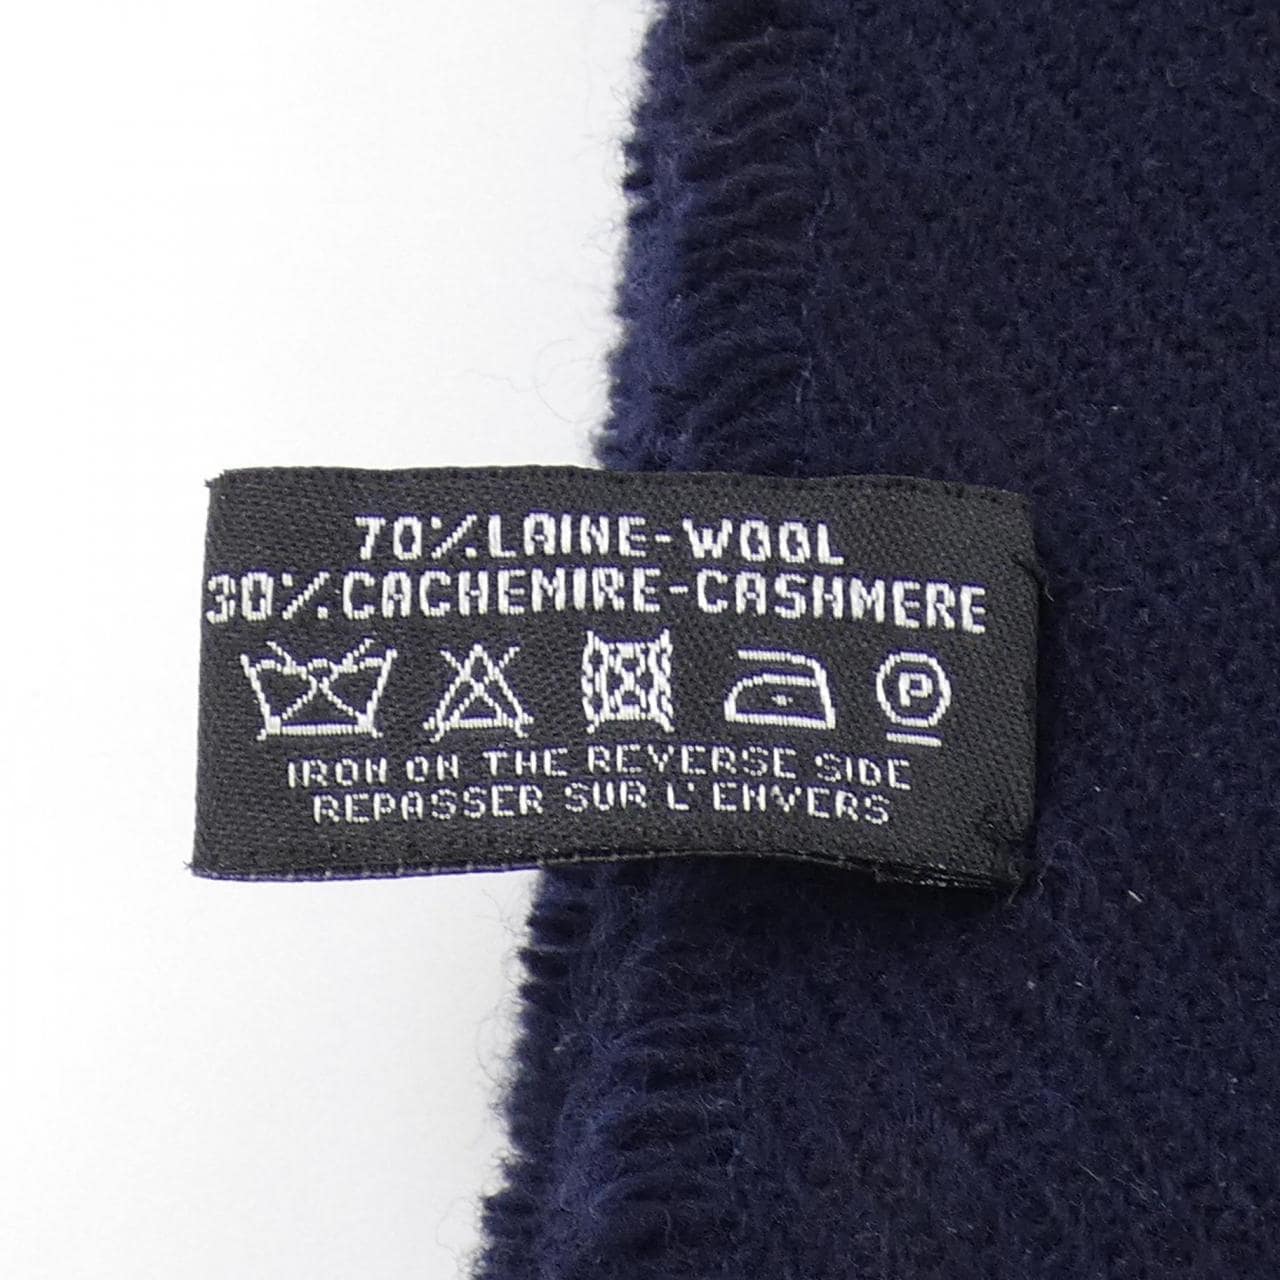 70% LAINE-WOOL
30% CACHEMIRE-CASHMERE
P
IRON ON THE REVERSE SIDE
REPASSER SUR L'ENVERS